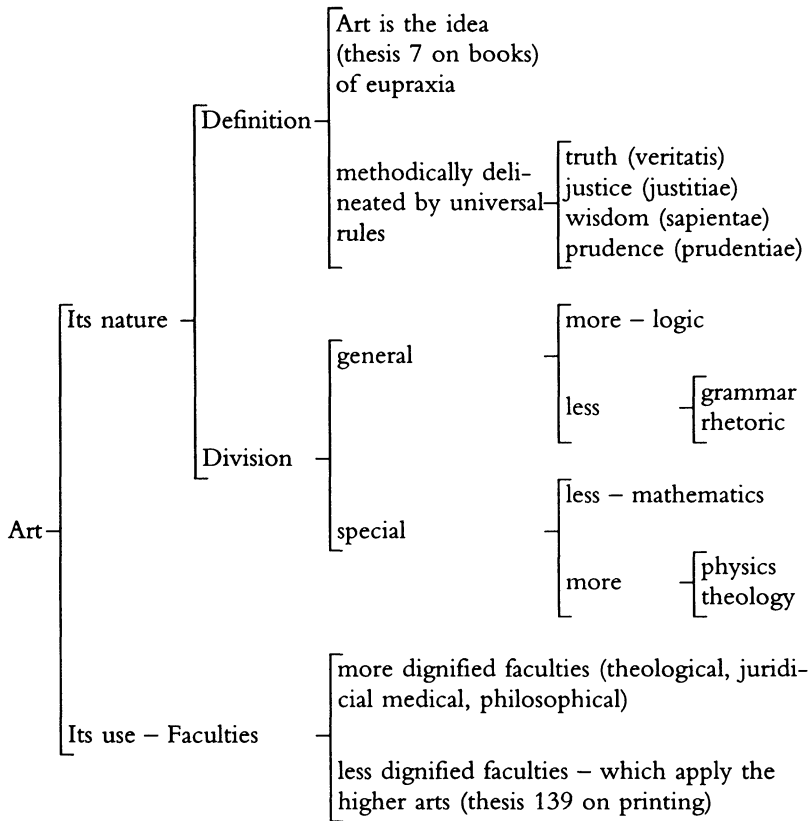 Art is the idea
(thesis 7 on books)
of eupraxia
Definition
methodically deli-
neated by universal
rules
truth (veritatis)
justice (justitiae)
wisdom (sapientae)
prudence (prudentiae)
Its nature
general
more – logic
less
grammar
rhetoric
Division
special
less – mathematics
more
physics
theology
Art
Its use – Faculties
more dignified faculties (theological, juridi-
cial medical, philosophical)
less dignified faculties – which apply the
higher arts (thesis 139 on printing)